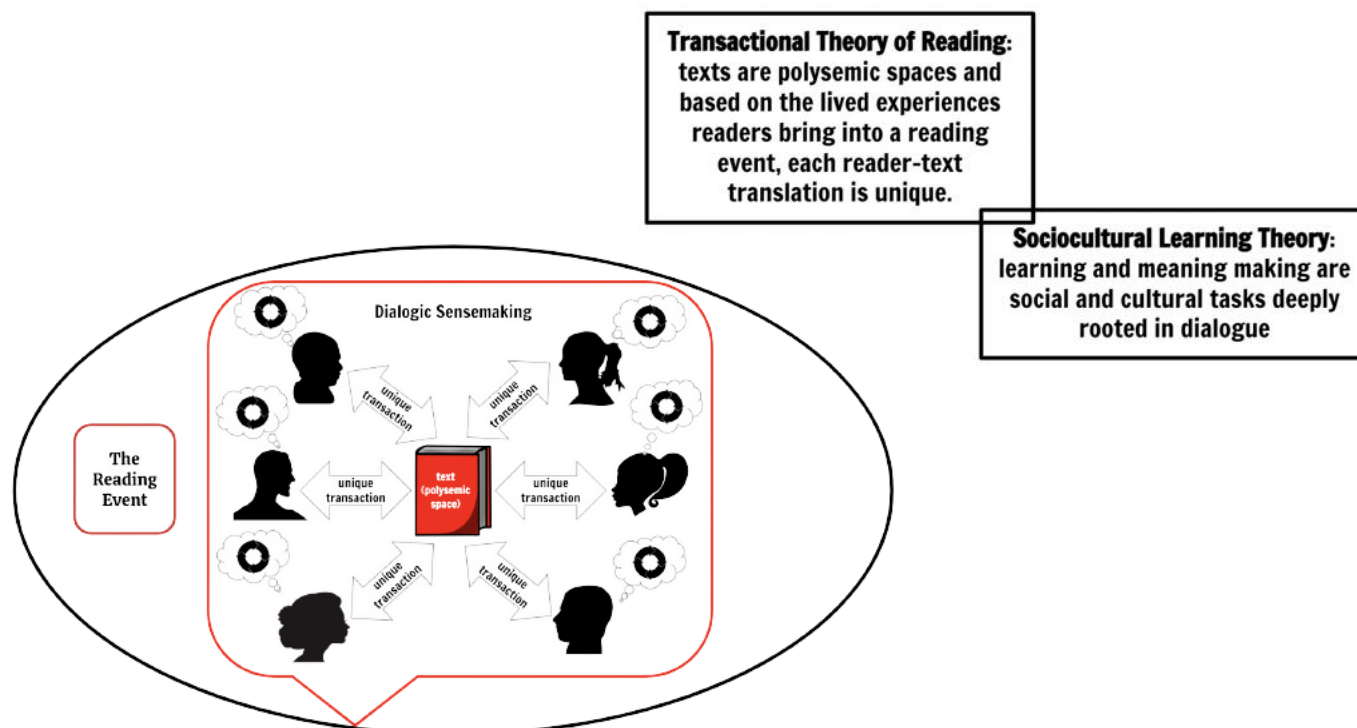 Transactional Theory of Reading:
texts are polysemic spaces and
based on the lived experiences
readers bring into a reading
event, each reader-text
translation is unique.
Sociocultural Learning Theory:
learning and meaning making are
social and cultural tasks deeply
rooted in dialogue
Dialogic Sensemaking
unique
transaction
unique
transaction
The
Reading
Event
unique
transaction
text
(polysemic
space)
unique
transaction
unique
transaction
unique
transaction